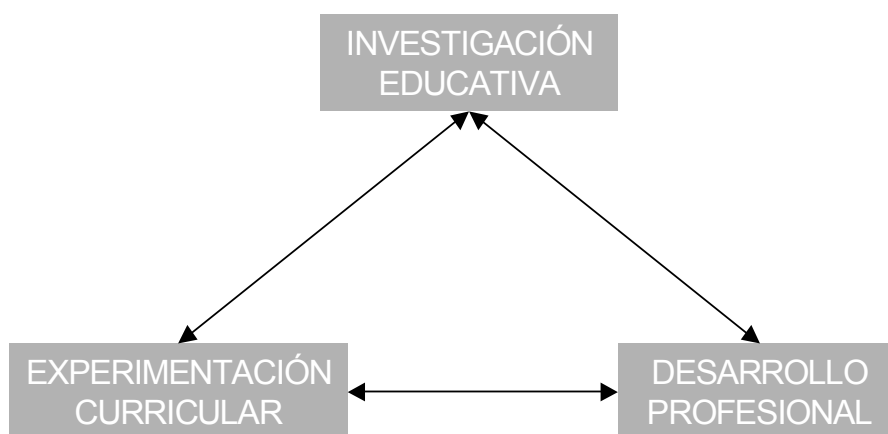 INVESTIGACIÓN
EDUCATIVA
EXPERIMENTACIÓN
CURRICULAR
DESARROLLO
PROFESIONAL